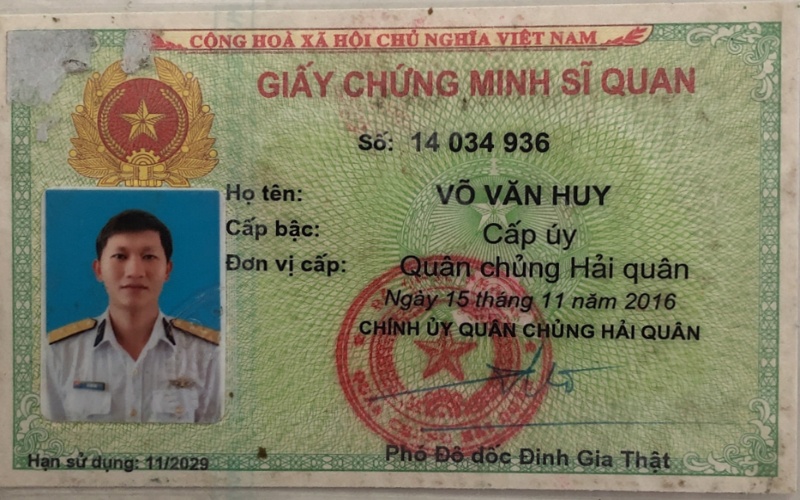 CỘNG HOÀ XÃ HỘI CHỦ NGHĨA VIỆT NAM
GIẤY CHỨNG MINH SĨ QUAN
Số: 14 034 936
Họ tên: VÕ VĂN HUY
Cấp bậc: Cấp úy
Đơn vị cấp: Quân chủng Hải quân
Ngày 15 tháng 11 năm 2016
CHÍNH ỦY QUÂN CHỦNG HẢI QUÂN
Phó Đô đốc Đinh Gia Thật
Hạn sử dụng: 11/2029